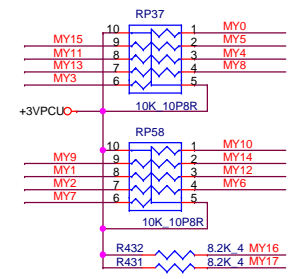 RP37
10 1 MY0
MY15 9 2 MY5
MY11 8 3 MY4
MY13 7 4 MY8
MY3 6 5
+3VPCU 10K_10P8R
RP58
10 1 MY10
MY9 9 2 MY14
MY1 8 3 MY12
MY2 7 4 MY6
MY7 6 5
10K_10P8R
R432 8.2K_4 MY16
R431 8.2K_4 MY17